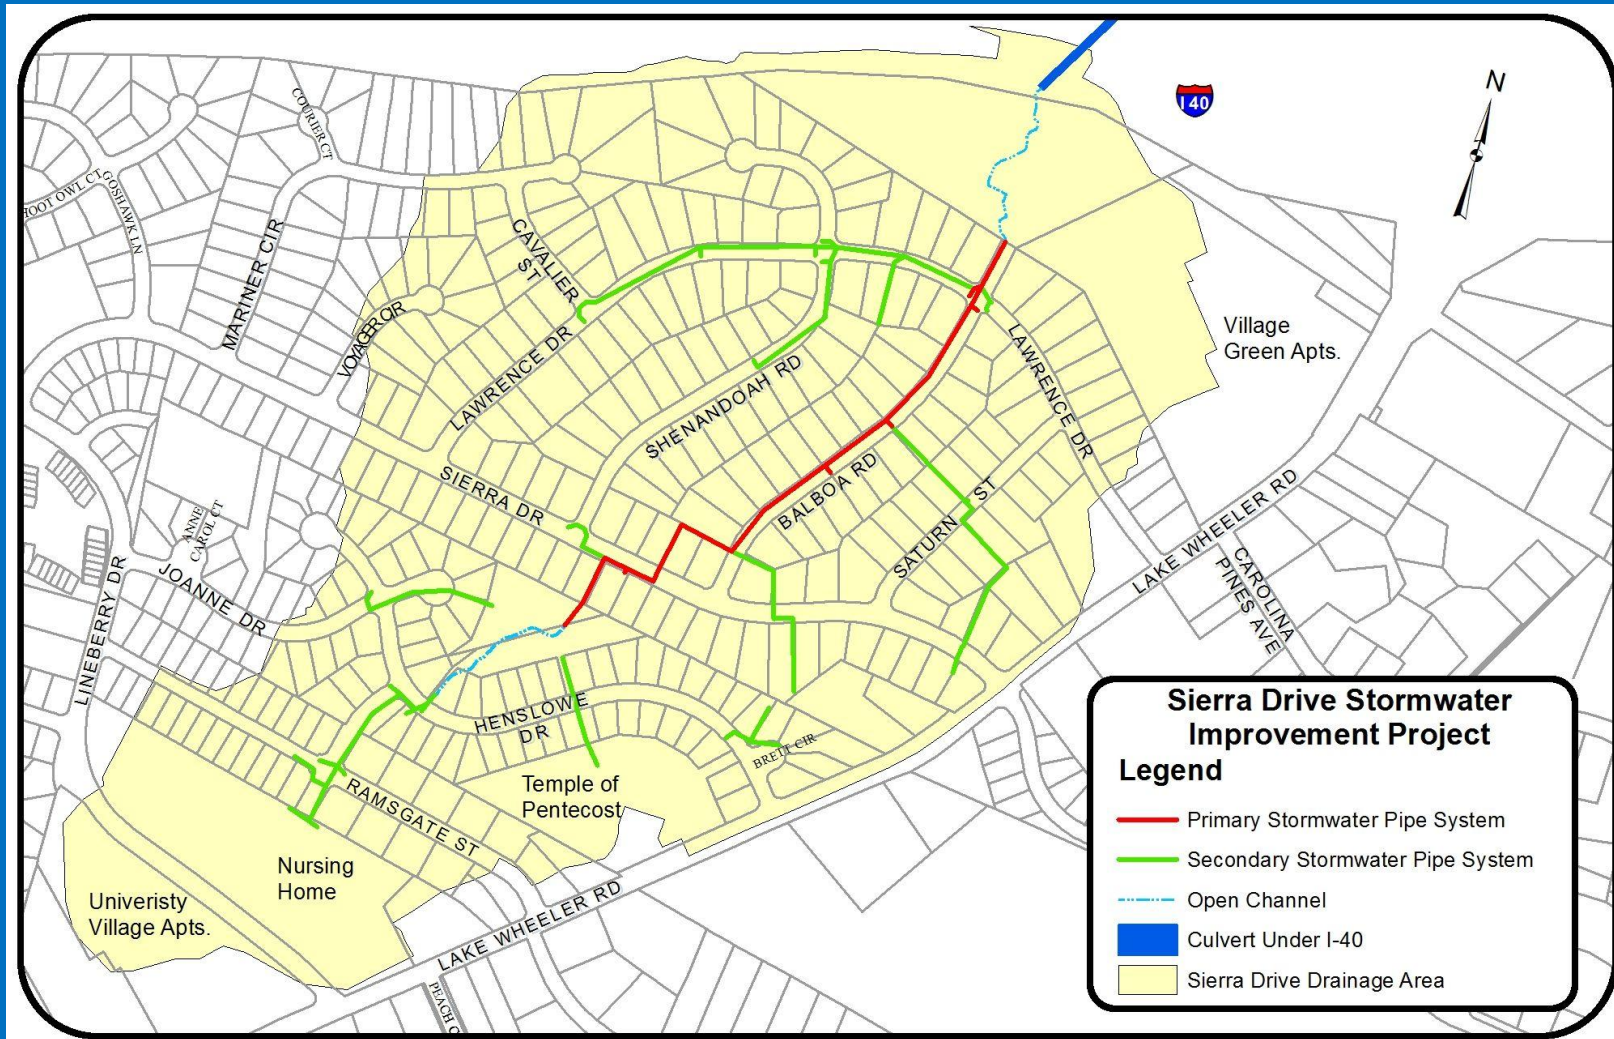 I 40
N
COURIER CT
HOOT OWL CT
GOSHAWK LN
MARINER CIR
CAVALIER
ST
VOYAGER CIR
LAWRENCE DR
SHENANDOAH RD
LAWRENCE DR
Village
Green Apts.
SIERRA DR
BALBOA RD
SATURN ST
ANNE
CAROL CT
JOANNE DR
LINEBERRY DR
LAKE WHEELER RD
CAROLINA
PINES AVE
HENSLOWE
DR
BRETT CIR
Temple of
Pentecost
RAMSGATE ST
Nursing
Home
Univeristy
Village Apts.
LAKE WHEELER RD
PEACH
Sierra Drive Stormwater
Improvement Project
Legend
Primary Stormwater Pipe System
Secondary Stormwater Pipe System
Open Channel
Culvert Under I-40
Sierra Drive Drainage Area